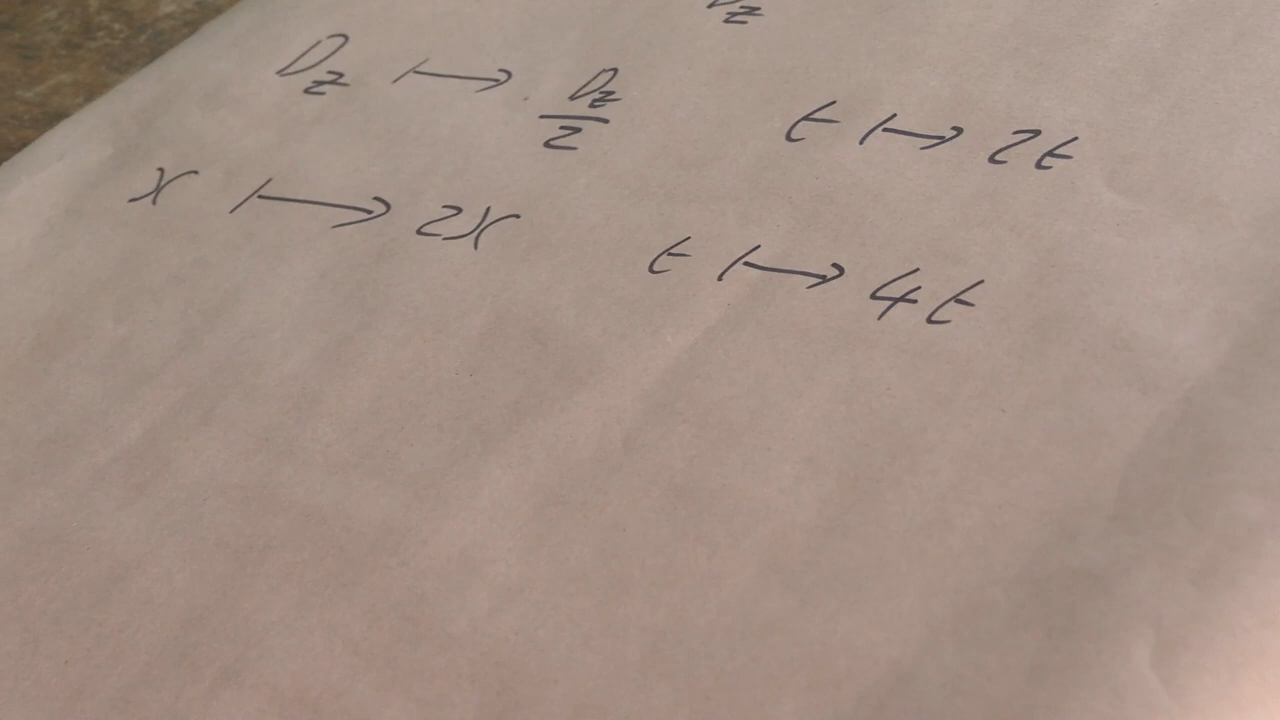 D_z ↦ D_z/2 t ↦ 2t
x ↦ 2x t ↦ 4t